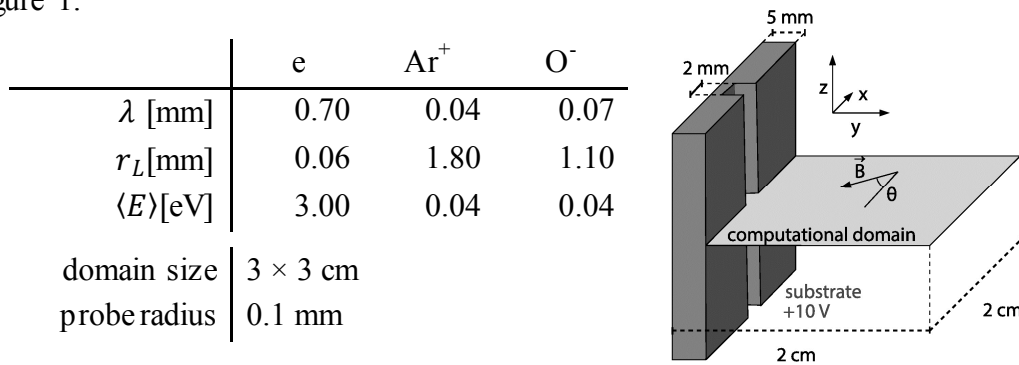 gure 1.
e Ar⁺ O⁻
λ [mm] 0.70 0.04 0.07
r_L[mm] 0.06 1.80 1.10
⟨E⟩[eV] 3.00 0.04 0.04
domain size 3 × 3 cm
probe radius 0.1 mm
5 mm
2 mm
z
x
y
B⃗
θ
computational domain
substrate
+10 V
2 cm
2 cm